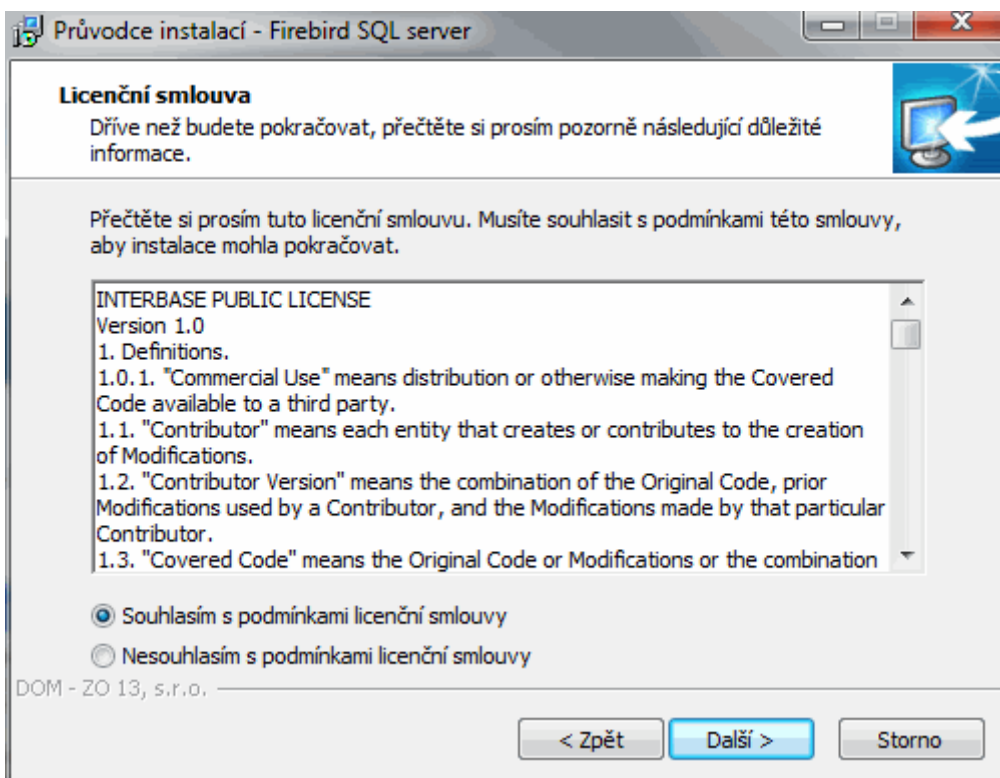 Průvodce instalací - Firebird SQL server
Licenční smlouva
Dříve než budete pokračovat, přečtěte si prosím pozorně následující důležité
informace.
Přečtěte si prosím tuto licenční smlouvu. Musíte souhlasit s podmínkami této smlouvy,
aby instalace mohla pokračovat.
INTERBASE PUBLIC LICENSE
Version 1.0
1. Definitions.
1.0.1. "Commercial Use" means distribution or otherwise making the Covered
Code available to a third party.
1.1. "Contributor" means each entity that creates or contributes to the creation
of Modifications.
1.2. "Contributor Version" means the combination of the Original Code, prior
Modifications used by a Contributor, and the Modifications made by that particular
Contributor.
1.3. "Covered Code" means the Original Code or Modifications or the combination
Souhlasím s podmínkami licenční smlouvy
Nesouhlasím s podmínkami licenční smlouvy
DOM - ZO 13, s.r.o.
< Zpět
Další >
Storno